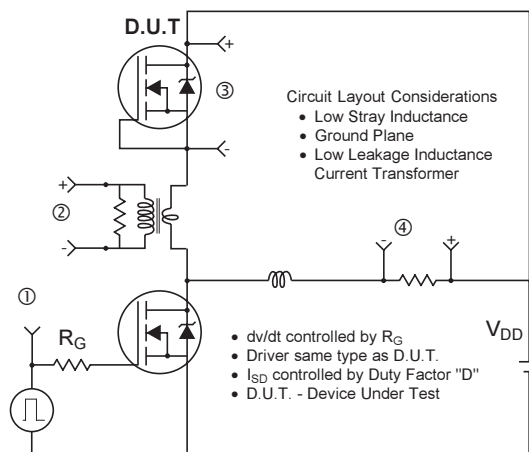 D.U.T
+
③
-
Circuit Layout Considerations
• Low Stray Inductance
• Ground Plane
• Low Leakage Inductance
Current Transformer
+
②
-
④
- +
①
RG
VDD
• dv/dt controlled by RG
• Driver same type as D.U.T.
• ISD controlled by Duty Factor "D"
• D.U.T. - Device Under Test